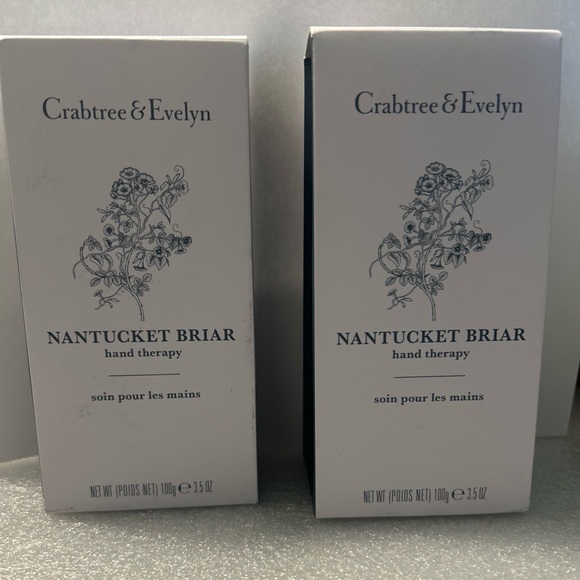 Crabtree & Evelyn
NANTUCKET BRIAR
hand therapy
soin pour les mains
NET WT (POIDS NET) 100g ℮ 3.5 OZ.
Crabtree & Evelyn
NANTUCKET BRIAR
hand therapy
soin pour les mains
NET WT (POIDS NET) 100g ℮ 3.5 OZ.